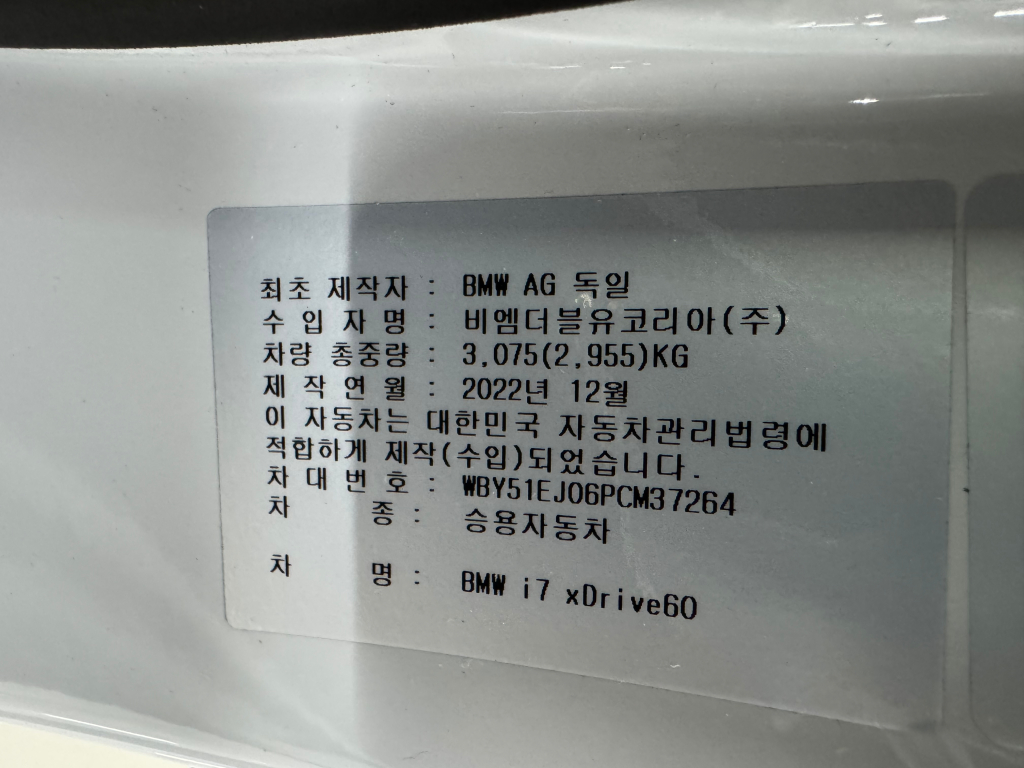 최초 제작자 : BMW AG 독일
수 입 자 명 : 비엠더블유코리아(주)
차량 총중량 : 3,075(2,955)KG
제 작 연 월 : 2022년 12월
이 자동차는 대한민국 자동차관리법령에
적합하게 제작(수입)되었습니다.
차 대 번 호 : WBY51EJ06PCM37264
차 종 : 승용자동차
차 명 : BMW i7 xDrive60